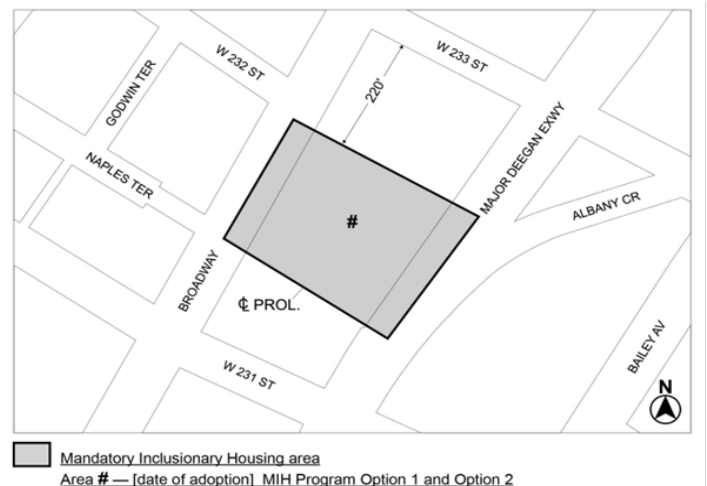 W 232 ST
W 233 ST
GODWIN TER
220'
MAJOR DEEGAN EXWY
NAPLES TER
ALBANY CR
#
BROADWAY
℄ PROL.
W 231 ST
BAILEY AV
N
Mandatory Inclusionary Housing area
Area # — [date of adoption] MIH Program Option 1 and Option 2